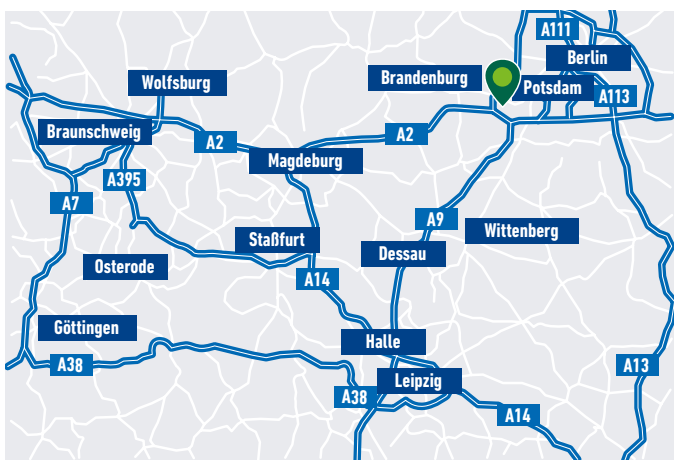 A111
Berlin
Wolfsburg
Brandenburg
Potsdam
A113
Braunschweig
A2
A2
Magdeburg
A395
A7
A9
Wittenberg
Staßfurt
Dessau
Osterode
A14
Göttingen
Halle
A38
A13
Leipzig
A38
A14